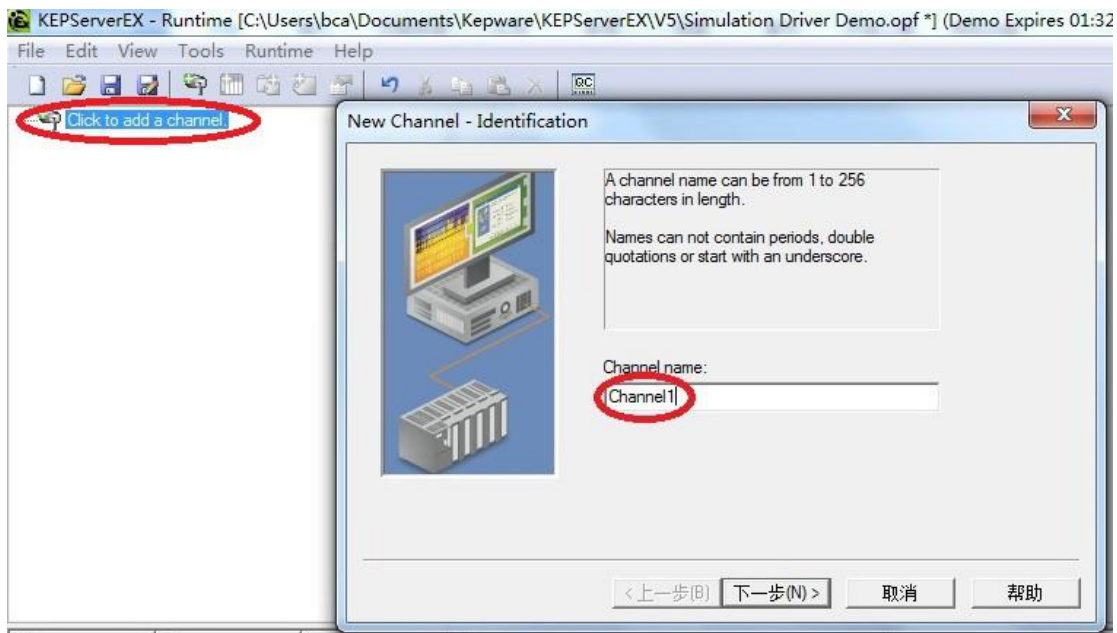 KEPServerEX - Runtime [C:\Users\bca\Documents\Kepware\KEPServerEX\V5\Simulation Driver Demo.opf *] (Demo Expires 01:32
File Edit View Tools Runtime Help
QC
Click to add a channel.
New Channel - Identification
A channel name can be from 1 to 256
characters in length.
Names can not contain periods, double
quotations or start with an underscore.
Channel name:
Channel1
<上一步(B) 下一步(N)> 取消 帮助